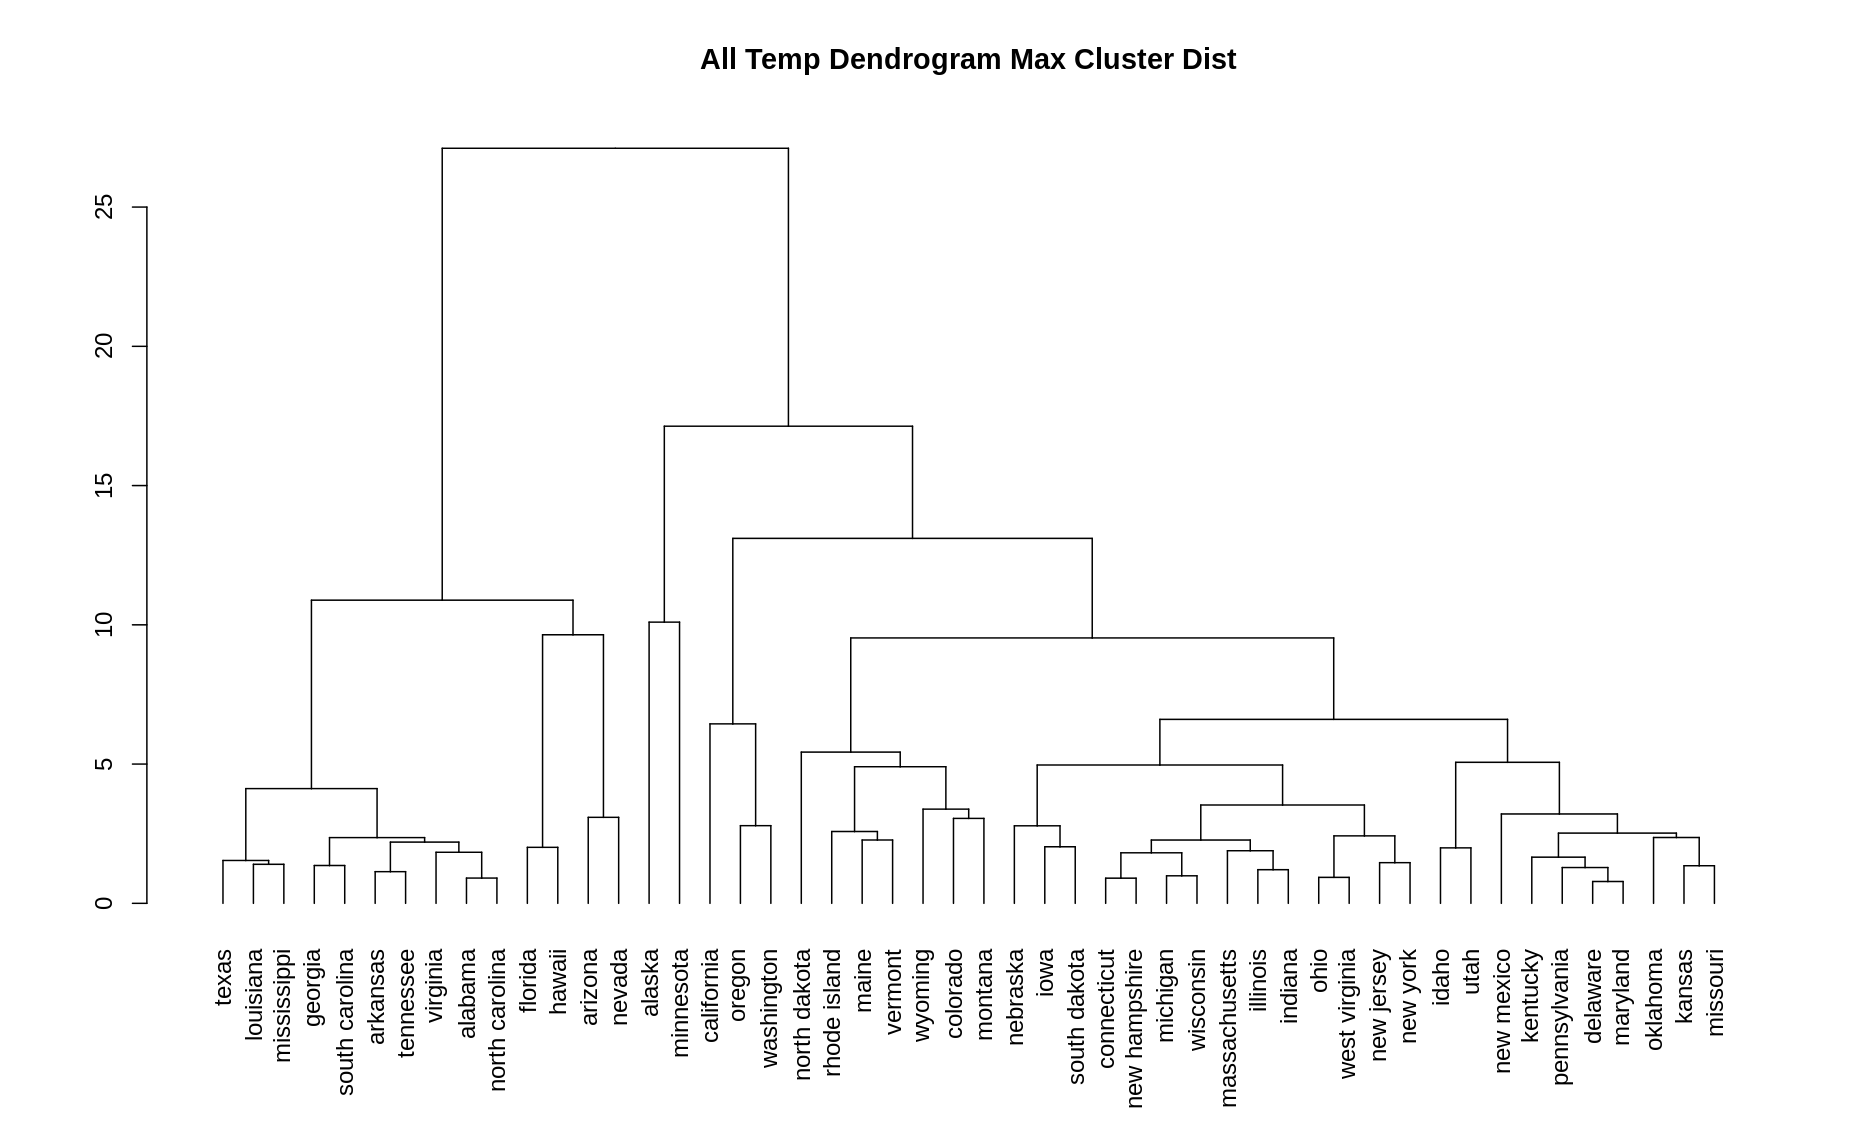 All Temp Dendrogram Max Cluster Dist
25
20
15
10
5
0
texas
louisiana
mississippi
georgia
south carolina
arkansas
tennessee
virginia
alabama
north carolina
florida
hawaii
arizona
nevada
alaska
minnesota
california
oregon
washington
north dakota
rhode island
maine
vermont
wyoming
colorado
montana
nebraska
iowa
south dakota
connecticut
new hampshire
michigan
wisconsin
massachusetts
illinois
indiana
ohio
west virginia
new jersey
new york
idaho
utah
new mexico
kentucky
pennsylvania
delaware
maryland
oklahoma
kansas
missouri